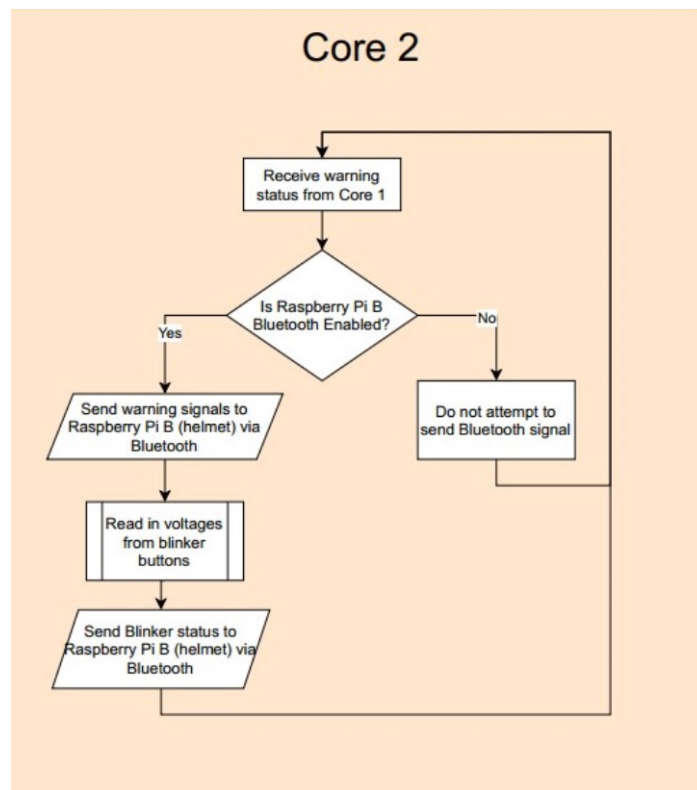 Core 2
Receive warning
status from Core 1
Is Raspberry Pi B
Bluetooth Enabled?
Yes
No
Send warning signals to
Raspberry Pi B (helmet) via
Bluetooth
Do not attempt to
send Bluetooth signal
Read in voltages
from blinker
buttons
Send Blinker status to
Raspberry Pi B (helmet) via
Bluetooth